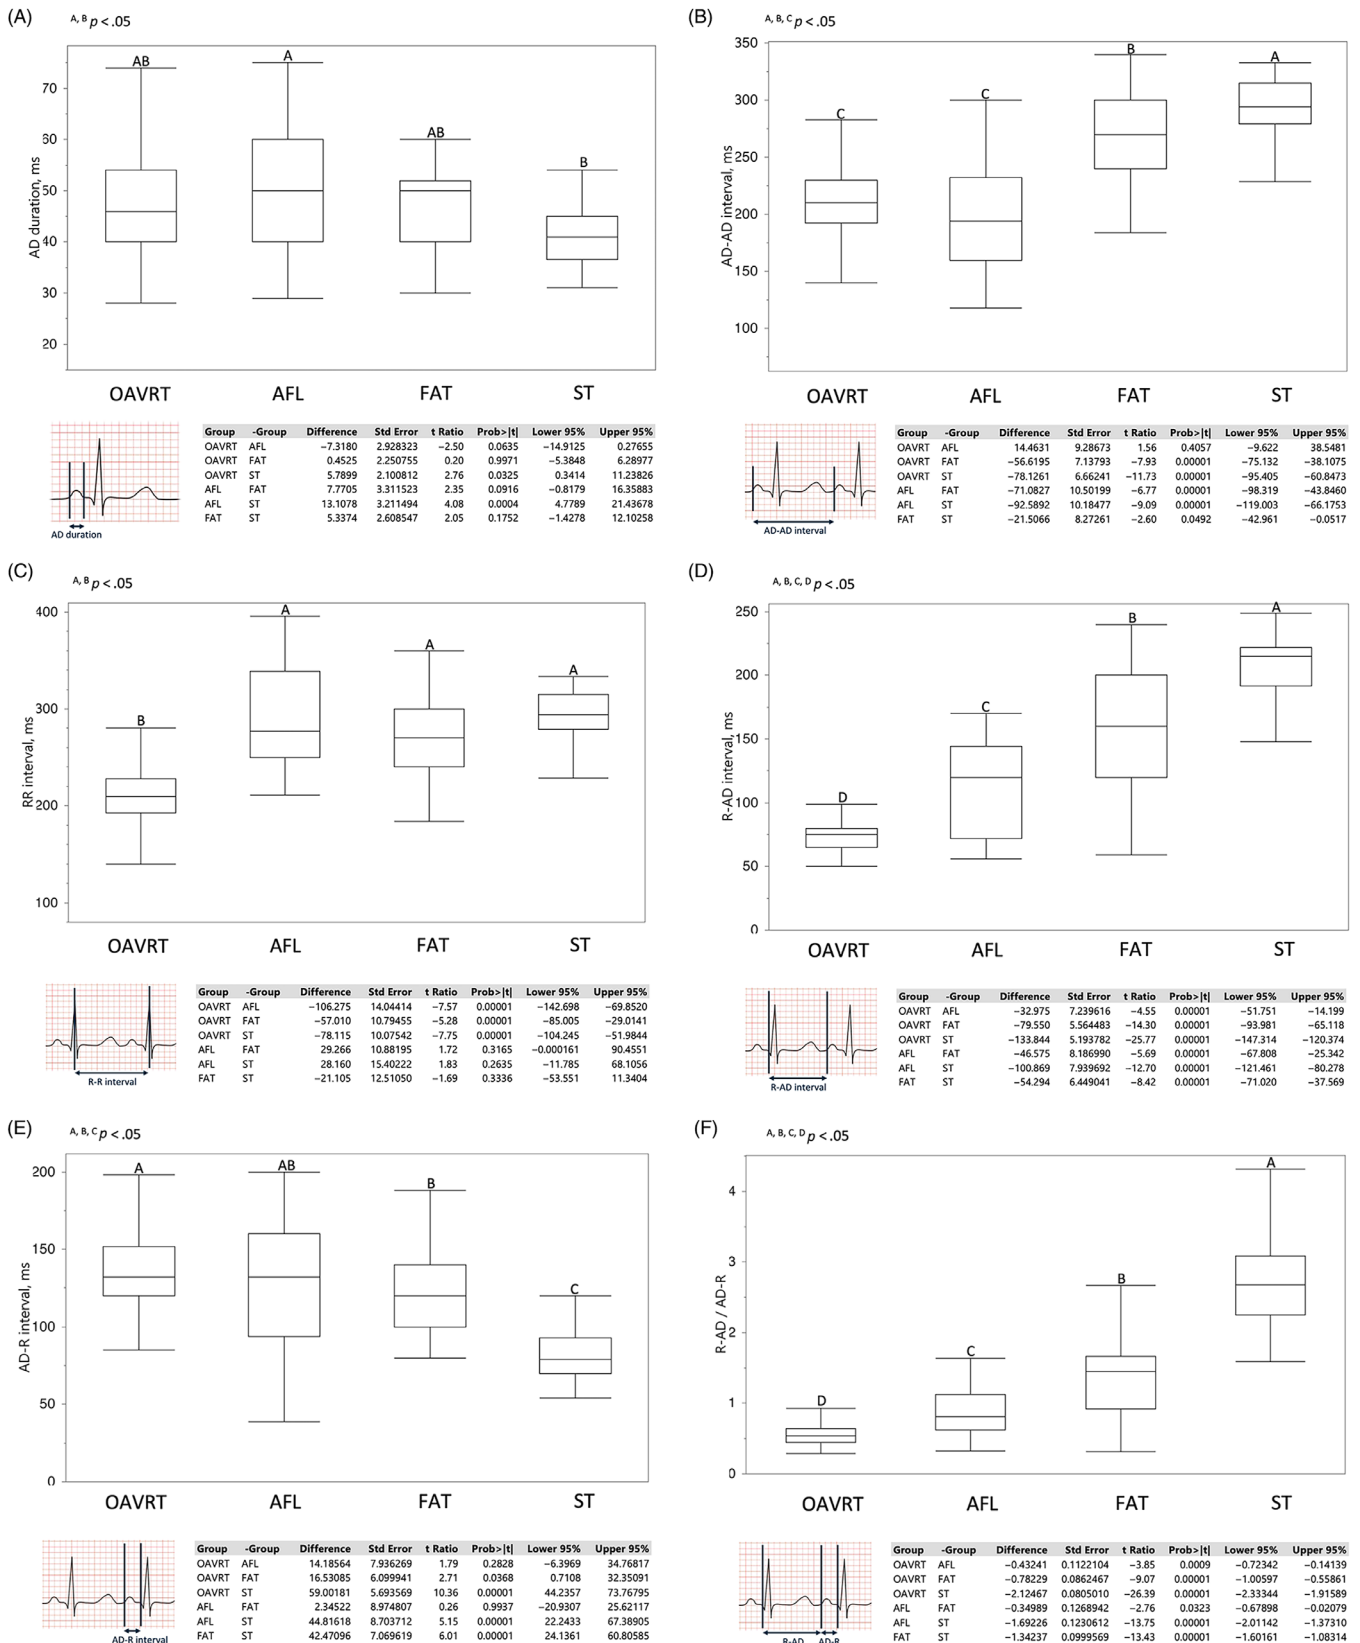 (A)
A, B p < .05
AD duration, ms
70
60
50
40
30
20
AB
A
AB
B
OAVRT AFL FAT ST
AD duration
Group -Group Difference Std Error t Ratio Prob>|t| Lower 95% Upper 95%
OAVRT AFL −7.3180 2.928323 −2.50 0.0635 −14.9125 0.27655
OAVRT FAT 0.4525 2.250755 0.20 0.9971 −5.3848 6.28977
OAVRT ST 5.7899 2.100812 2.76 0.0325 0.3414 11.23826
AFL FAT 7.7705 3.311523 2.35 0.0916 −0.8179 16.35883
AFL ST 13.1078 3.211494 4.08 0.0004 4.7789 21.43678
FAT ST 5.3374 2.608547 2.05 0.1752 −1.4278 12.10258
(B)
A, B, C p < .05
AD-AD interval, ms
350
300
250
200
150
100
C
C
B
A
OAVRT AFL FAT ST
AD-AD interval
Group -Group Difference Std Error t Ratio Prob>|t| Lower 95% Upper 95%
OAVRT AFL 14.4631 9.28673 1.56 0.4057 −9.622 38.5481
OAVRT FAT −56.6195 7.13793 −7.93 0.00001 −75.132 −38.1075
OAVRT ST −78.1261 6.66241 −11.73 0.00001 −95.405 −60.8473
AFL FAT −71.0827 10.50199 −6.77 0.00001 −98.319 −43.8460
AFL ST −92.5892 10.18477 −9.09 0.00001 −119.003 −66.1753
FAT ST −21.5066 8.27261 −2.60 0.0492 −42.961 −0.0517
(C)
A, B p < .05
RR interval, ms
400
300
200
100
B
A
A
A
OAVRT AFL FAT ST
R-R interval
Group -Group Difference Std Error t Ratio Prob>|t| Lower 95% Upper 95%
OAVRT AFL −106.275 14.04414 −7.57 0.00001 −142.698 −69.8520
OAVRT FAT −57.010 10.79455 −5.28 0.00001 −85.005 −29.0141
OAVRT ST −78.115 10.07542 −7.75 0.00001 −104.245 −51.9844
AFL FAT 29.266 10.88195 1.72 0.3165 −0.000161 90.4551
AFL ST 28.160 15.40222 1.83 0.2635 −11.785 68.1056
FAT ST −21.105 12.51050 −1.69 0.3336 −53.551 11.3404
(D)
A, B, C, D p < .05
R-AD interval, ms
250
200
150
100
50
0
D
C
B
A
OAVRT AFL FAT ST
R-AD interval
Group -Group Difference Std Error t Ratio Prob>|t| Lower 95% Upper 95%
OAVRT AFL −32.975 7.239616 −4.55 0.00001 −51.751 −14.199
OAVRT FAT −79.550 5.564483 −14.30 0.00001 −93.981 −65.118
OAVRT ST −133.844 5.193782 −25.77 0.00001 −147.314 −120.374
AFL FAT −46.575 8.186990 −5.69 0.00001 −67.808 −25.342
AFL ST −100.869 7.939692 −12.70 0.00001 −121.461 −80.278
FAT ST −54.294 6.449041 −8.42 0.00001 −71.020 −37.569
(E)
A, B, C p < .05
AD-R interval, ms
200
150
100
50
0
A
AB
B
C
OAVRT AFL FAT ST
AD-R interval
Group -Group Difference Std Error t Ratio Prob>|t| Lower 95% Upper 95%
OAVRT AFL 14.18564 7.936269 1.79 0.2828 −6.3969 34.76817
OAVRT FAT 16.53085 6.099941 2.71 0.0368 0.7108 32.35091
OAVRT ST 59.00181 5.693569 10.36 0.00001 44.2357 73.76795
AFL FAT 2.34522 8.974807 0.26 0.9937 −20.9307 25.62117
AFL ST 44.81618 8.703712 5.15 0.00001 22.2433 67.38905
FAT ST 42.47096 7.069619 6.01 0.00001 24.1361 60.80585
(F)
A, B, C, D p < .05
R-AD / AD-R
4
3
2
1
0
D
C
B
A
OAVRT AFL FAT ST
R-AD AD-R
Group -Group Difference Std Error t Ratio Prob>|t| Lower 95% Upper 95%
OAVRT AFL −0.43241 0.1122104 −3.85 0.0009 −0.72342 −0.14139
OAVRT FAT −0.78229 0.0862467 −9.07 0.00001 −1.00597 −0.55861
OAVRT ST −2.12467 0.0805010 −26.39 0.00001 −2.33344 −1.91589
AFL FAT −0.34989 0.1268942 −2.76 0.0323 −0.67898 −0.02079
AFL ST −1.69226 0.1230612 −13.75 0.00001 −2.01142 −1.37310
FAT ST −1.34237 0.0999569 −13.43 0.00001 −1.60161 −1.08314